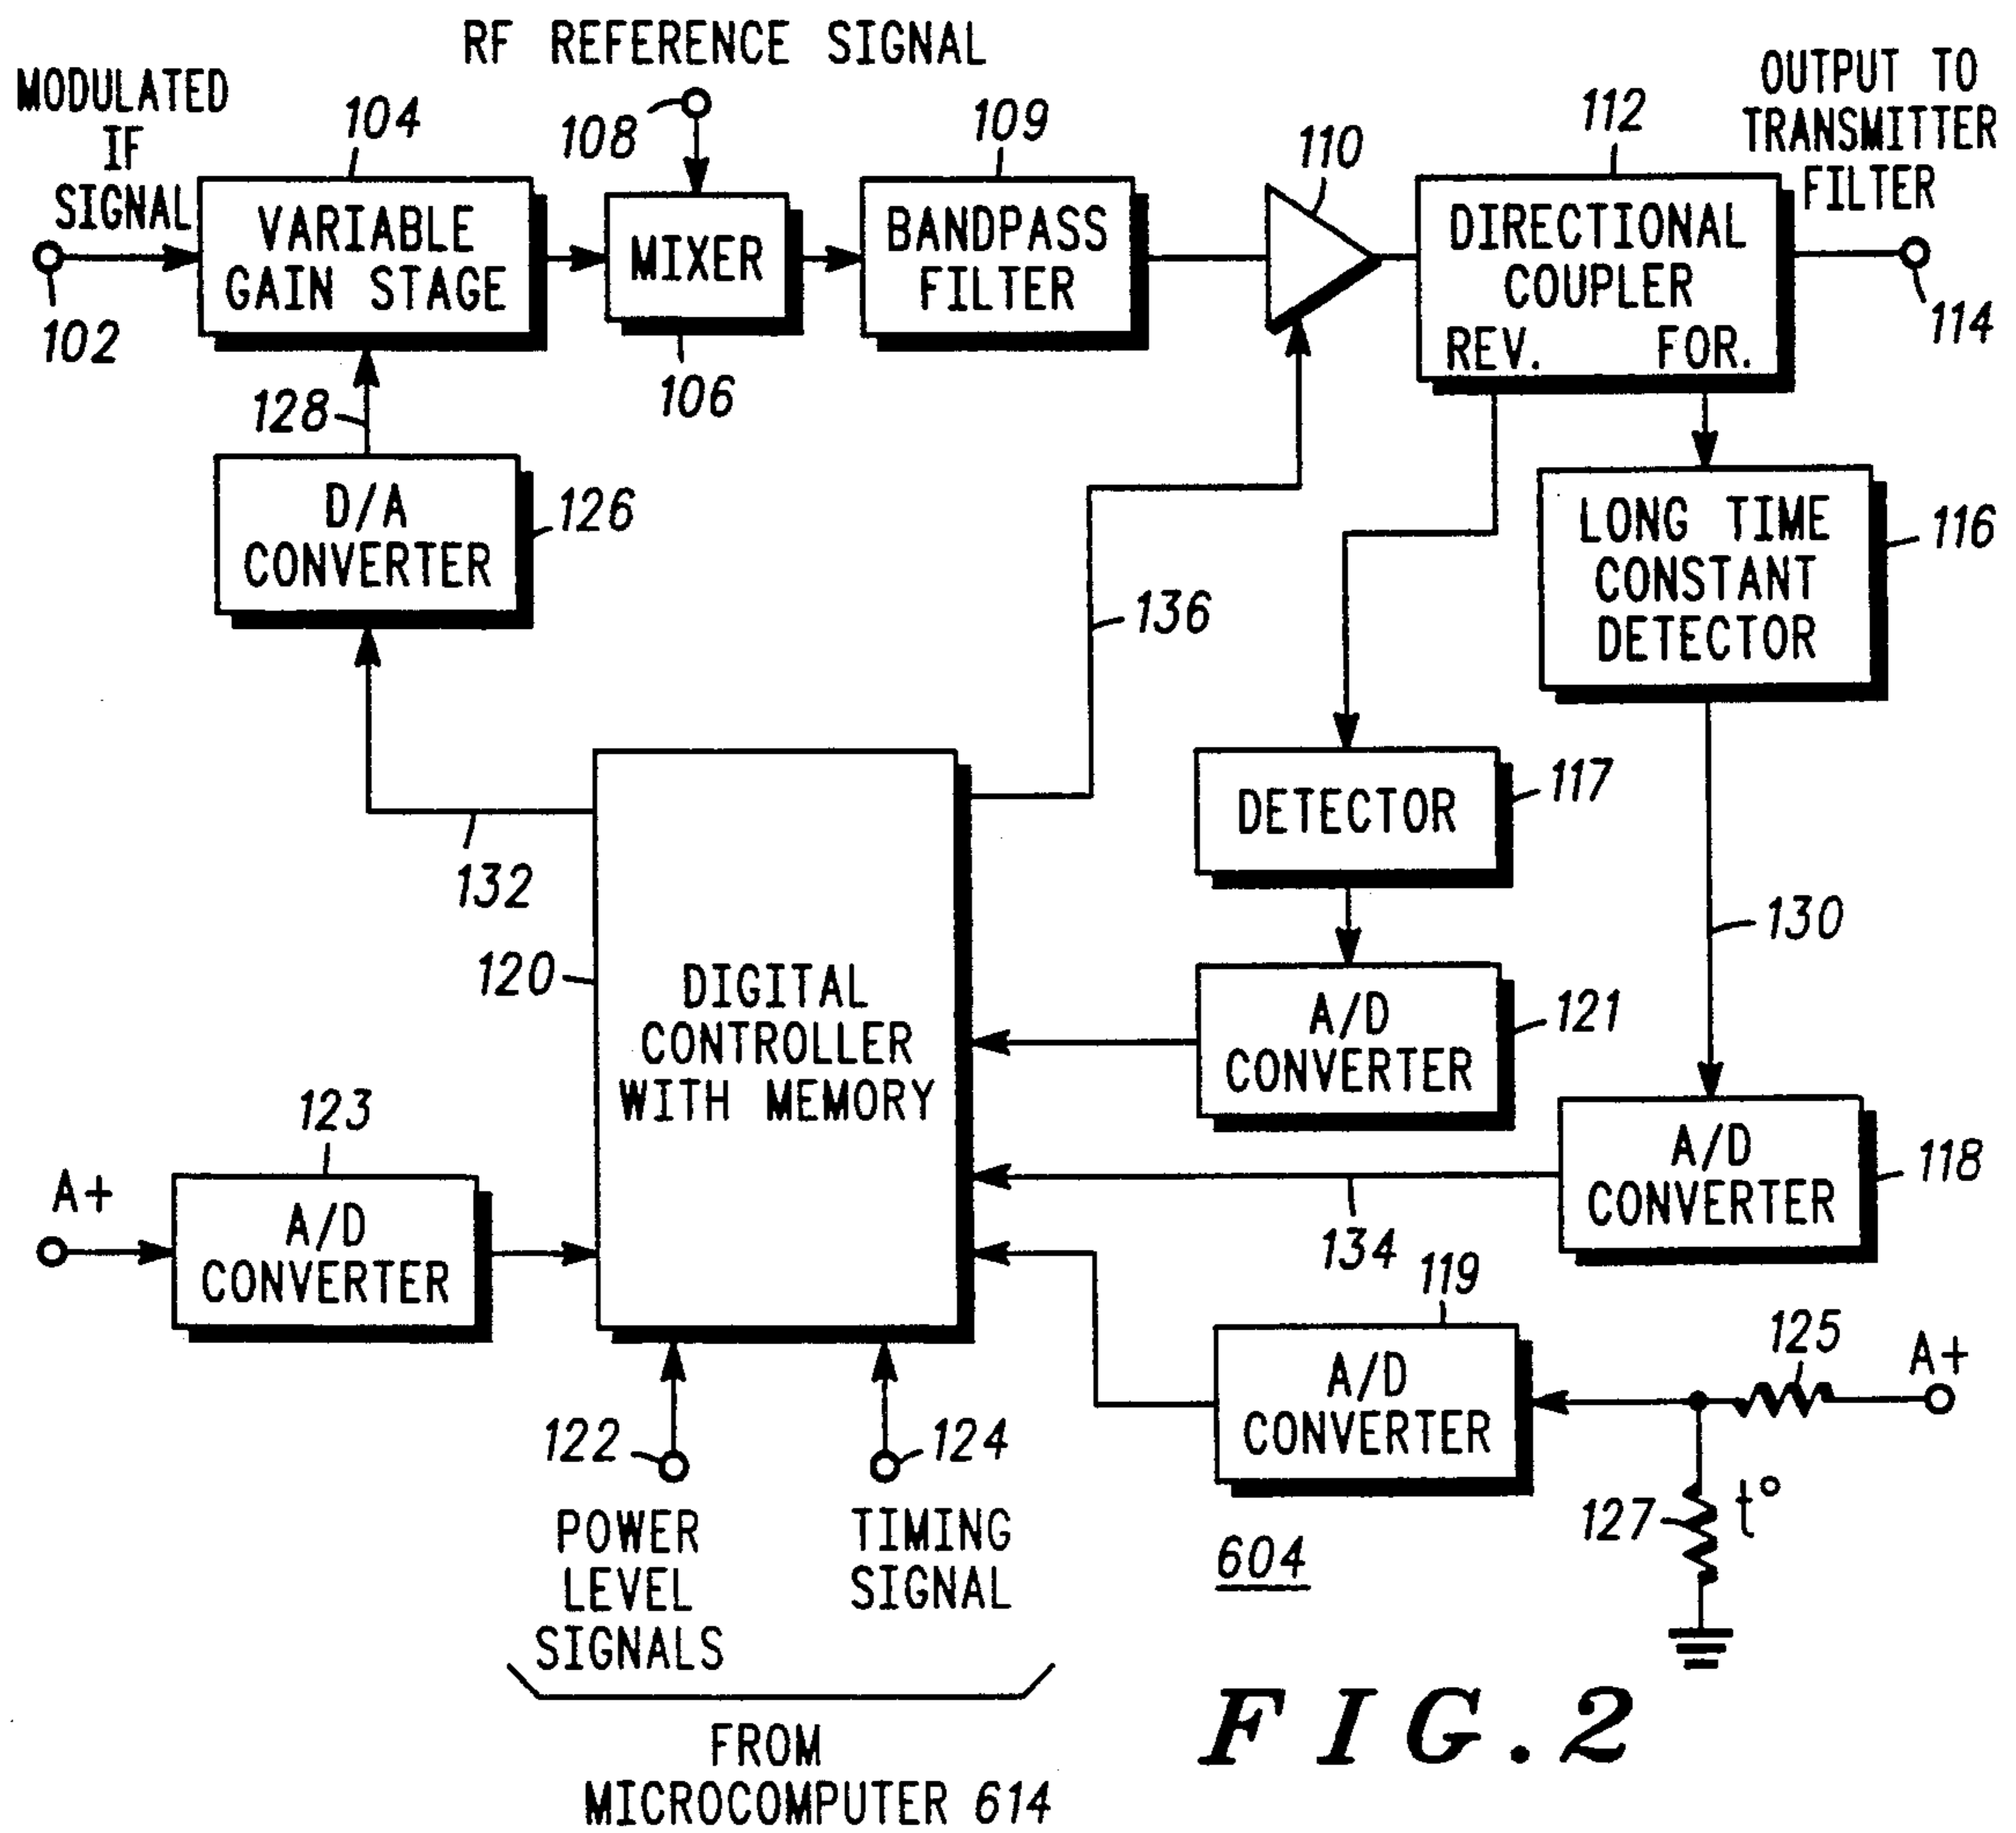 RF REFERENCE SIGNAL
MODULATED
IF
SIGNAL
OUTPUT TO
TRANSMITTER
FILTER
102
104
VARIABLE
GAIN STAGE
108
MIXER
106
109
BANDPASS
FILTER
110
112
DIRECTIONAL
COUPLER
REV. FOR.
114
128
D/A
CONVERTER
126
136
LONG TIME
CONSTANT
DETECTOR
116
132
DETECTOR
117
130
120
DIGITAL
CONTROLLER
WITH MEMORY
A/D
CONVERTER
121
A+
123
A/D
CONVERTER
A/D
CONVERTER
118
134
119
A/D
CONVERTER
125
A+
127
t°
122
POWER
LEVEL
SIGNALS
124
TIMING
SIGNAL
604
FROM
MICROCOMPUTER 614
FIG.2